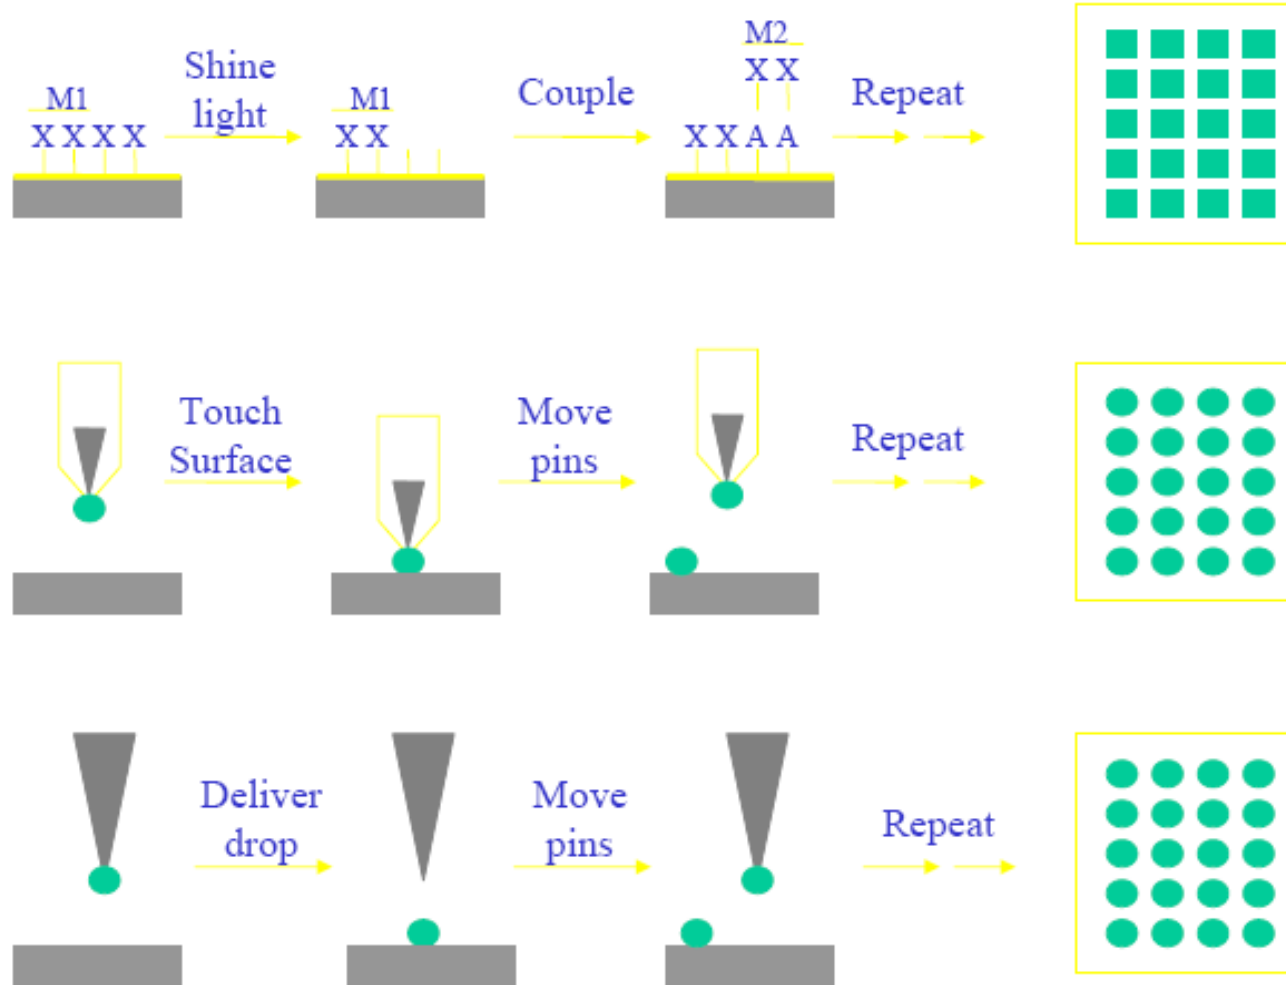 M2
X X
Shine
light
Couple
Repeat
M1
X X X X
M1
X X
X X A A
Touch
Surface
Move
pins
Repeat
Deliver
drop
Move
pins
Repeat